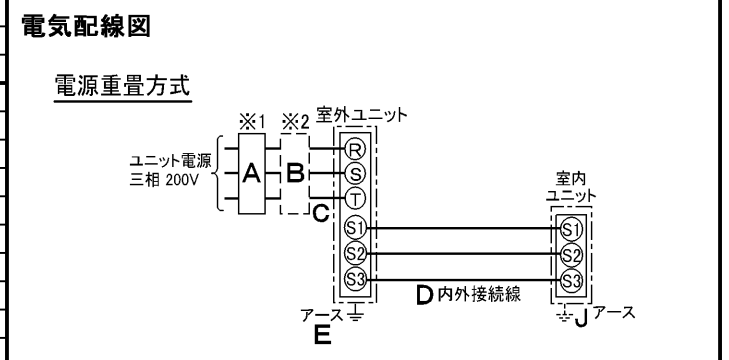 電気配線図
電源重畳方式
※1 ※2 室外ユニット
ユニット電源
三相 200V
A
B
C
R
S
T
S1
S2
S3
室内
ユニット
S1
S2
S3
D 内外接続線
アース
E
J アース